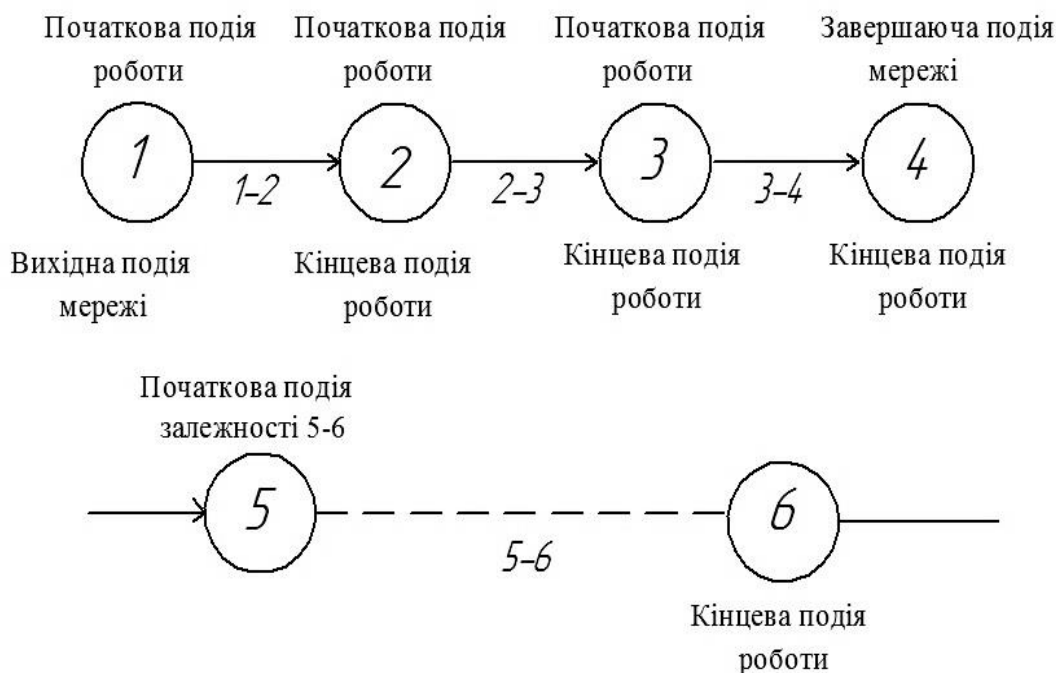 Початкова подія
роботи
Початкова подія
роботи
Початкова подія
роботи
Завершаюча подія
мережі
1
2
3
4
1–2
2–3
3–4
Вихідна подія
мережі
Кінцева подія
роботи
Кінцева подія
роботи
Кінцева подія
роботи
Початкова подія
залежності 5-6
5
6
5–6
Кінцева подія
роботи